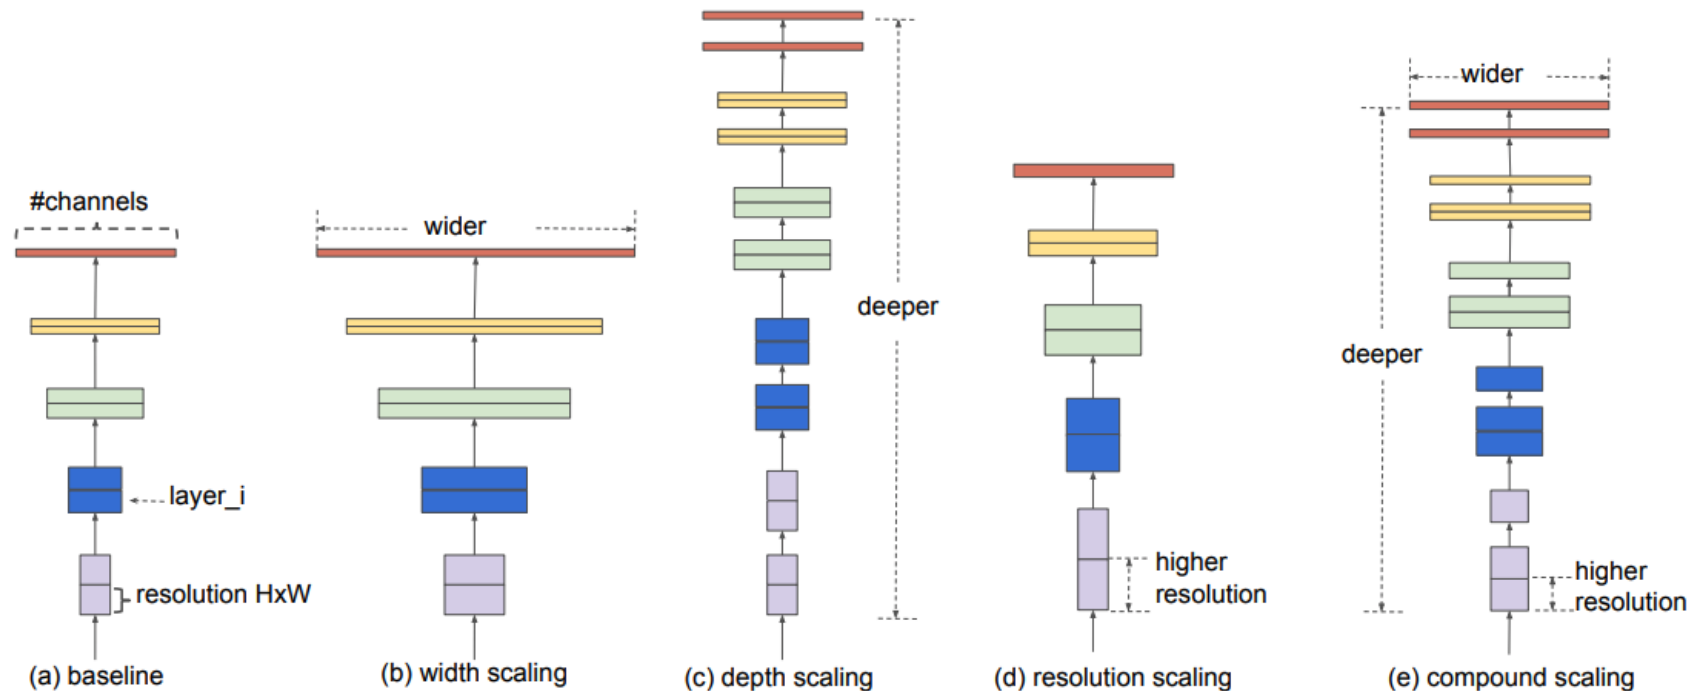 #channels
layer_i
resolution HxW
(a) baseline
wider
(b) width scaling
deeper
(c) depth scaling
higher
resolution
(d) resolution scaling
wider
deeper
higher
resolution
(e) compound scaling